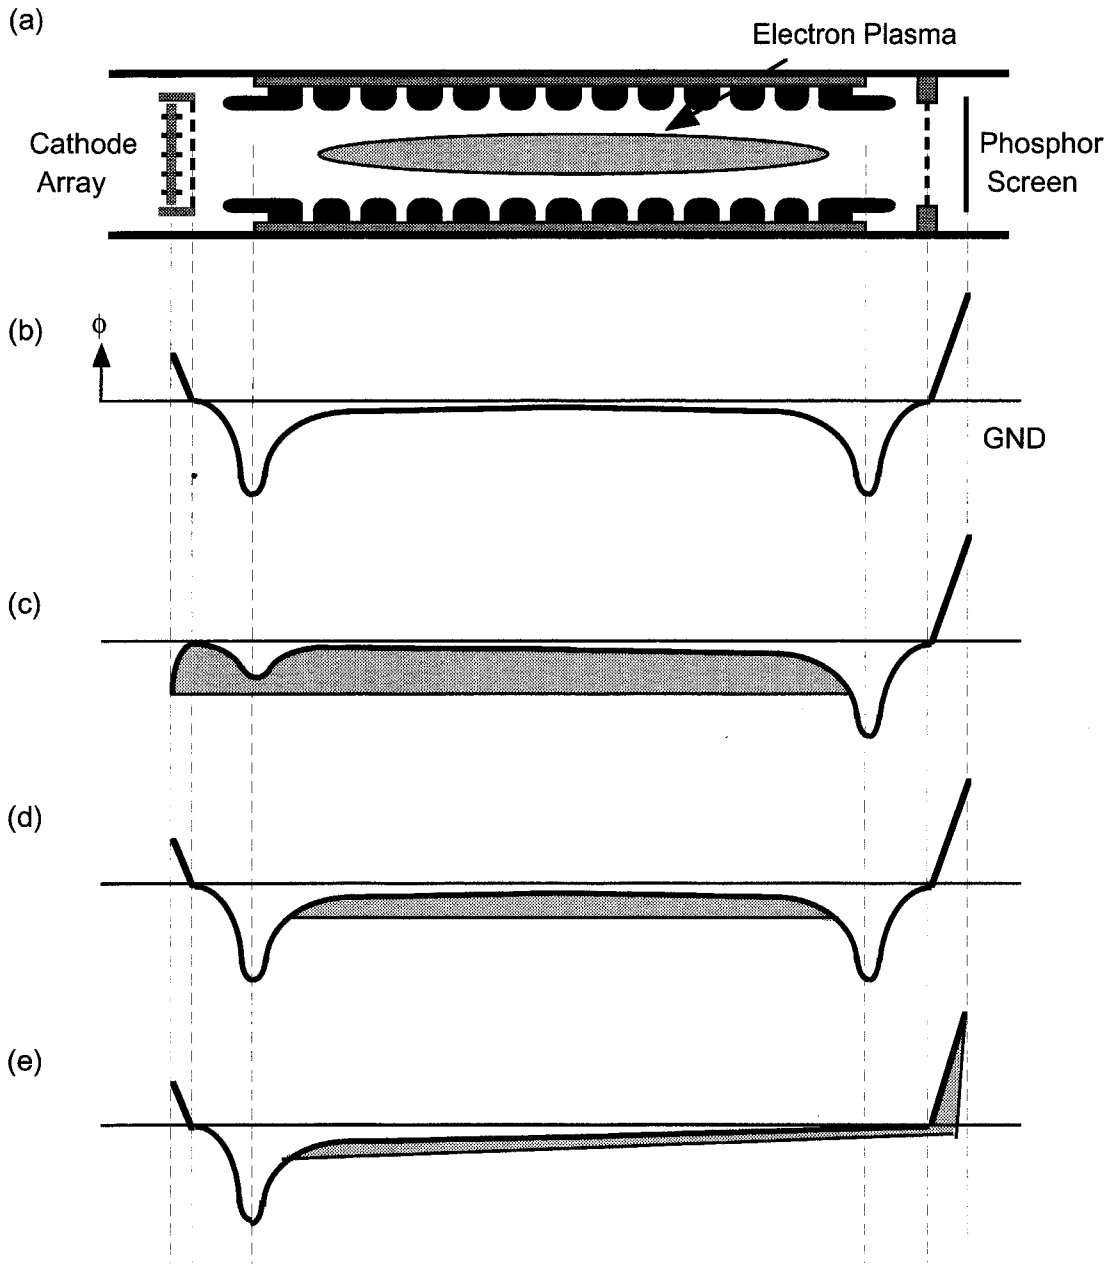 (a)
Electron Plasma
Cathode
Array
Phosphor
Screen
(b)
ϕ
GND
(c)
(d)
(e)